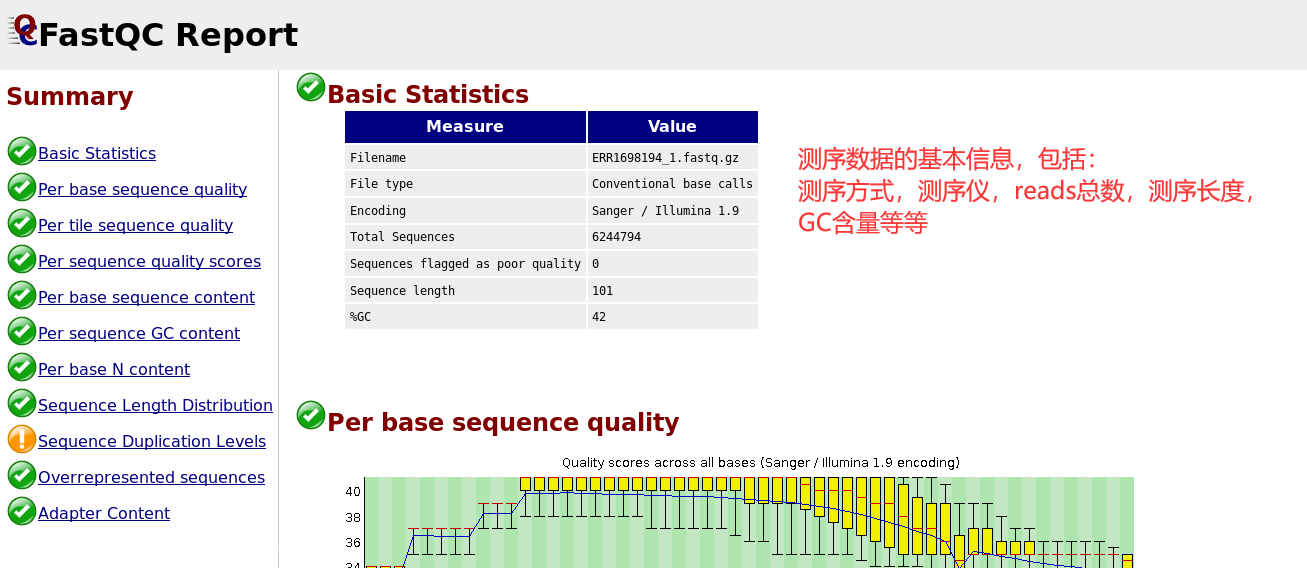 FastQC Report
Summary
Basic Statistics
Per base sequence quality
Per tile sequence quality
Per sequence quality scores
Per base sequence content
Per sequence GC content
Per base N content
Sequence Length Distribution
Sequence Duplication Levels
Overrepresented sequences
Adapter Content
Basic Statistics
Measure Value
Filename ERR1698194_1.fastq.gz
File type Conventional base calls
Encoding Sanger / Illumina 1.9
Total Sequences 6244794
Sequences flagged as poor quality 0
Sequence length 101
%GC 42
测序数据的基本信息，包括：
测序方式，测序仪，reads总数，测序长度，
GC含量等等
Per base sequence quality
Quality scores across all bases (Sanger / Illumina 1.9 encoding)
40
38
36
34